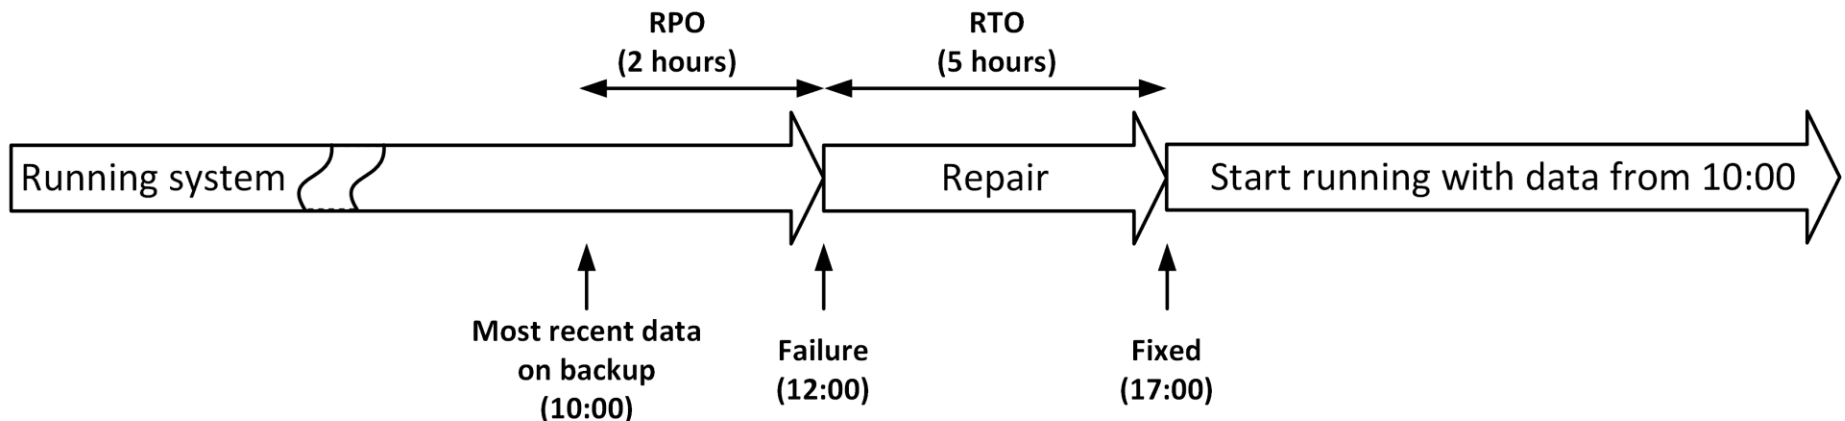 RPO
(2 hours)
RTO
(5 hours)
Running system
Repair
Start running with data from 10:00
Most recent data
on backup
(10:00)
Failure
(12:00)
Fixed
(17:00)